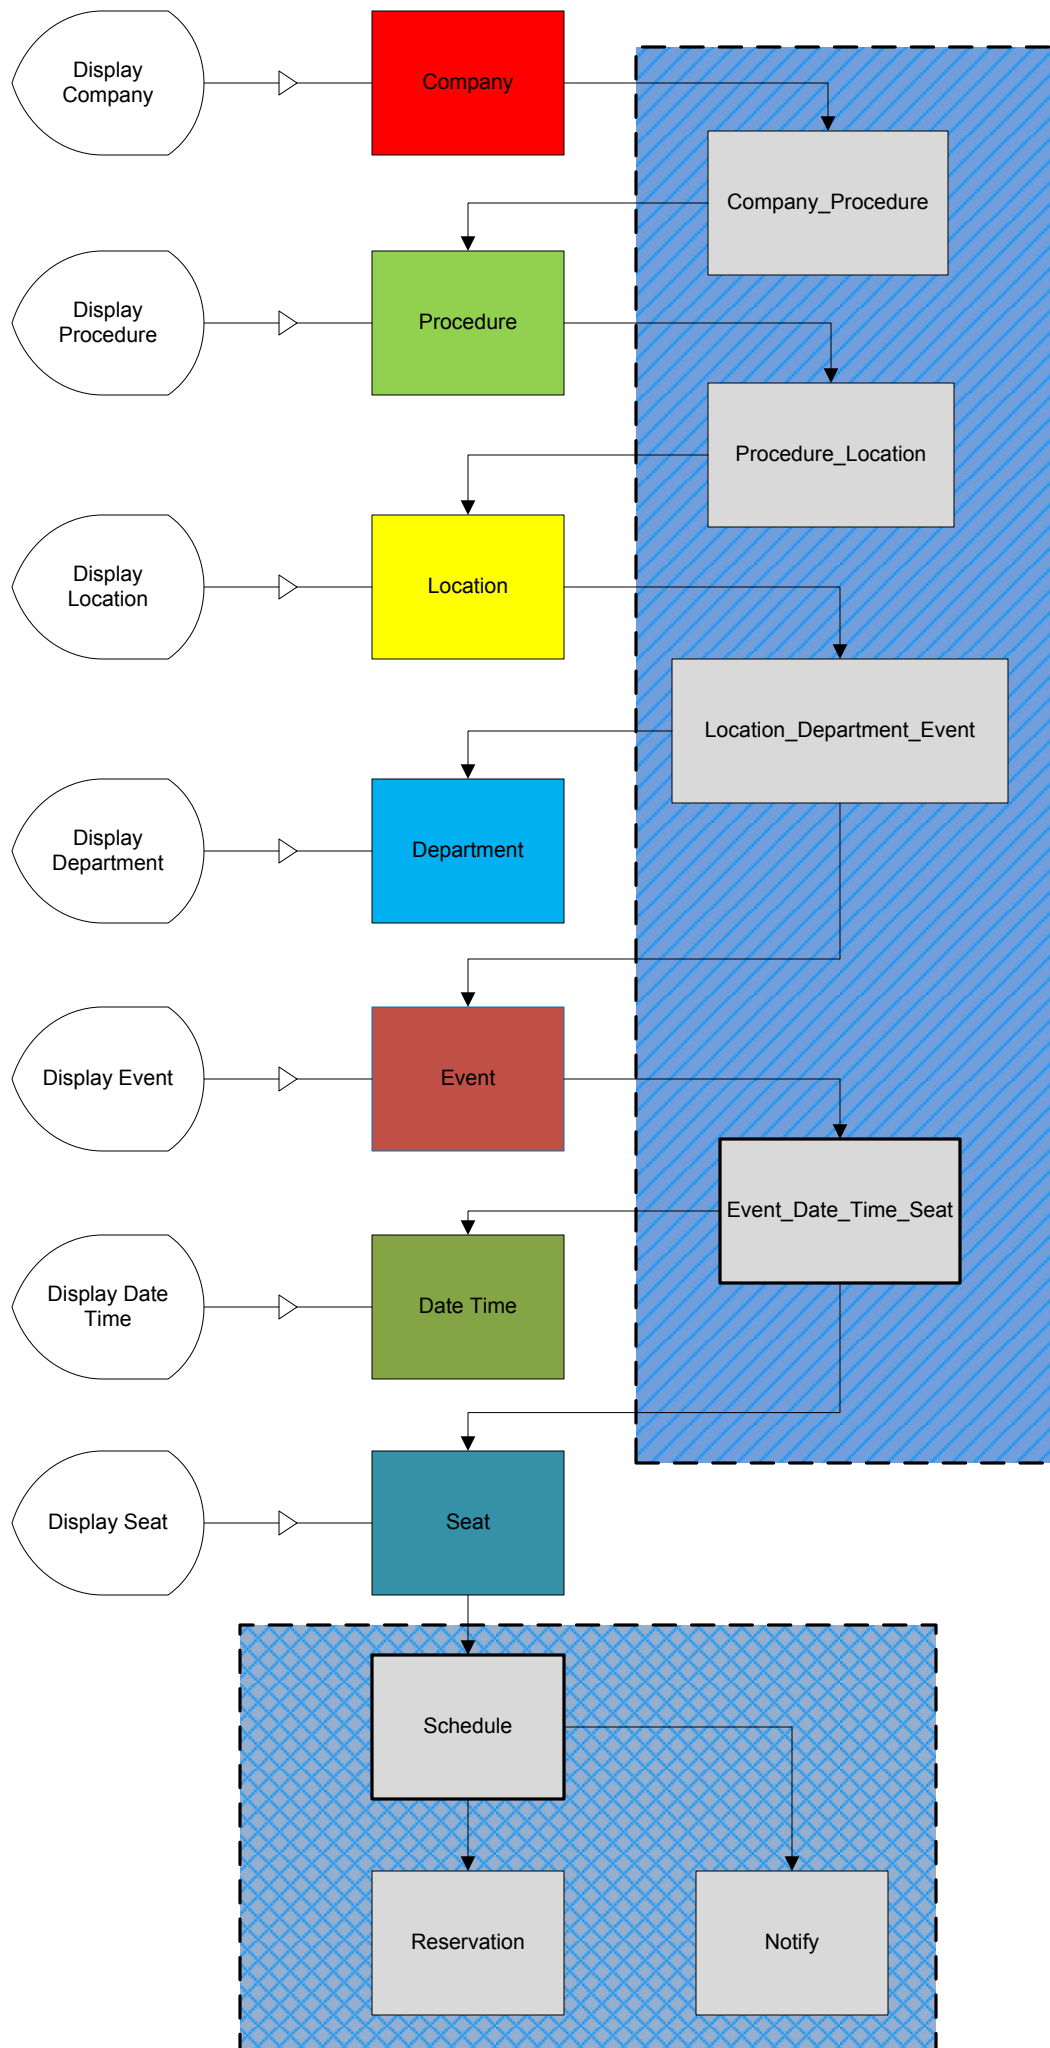 Display
Company
Company
Company_Procedure
Display
Procedure
Procedure
Procedure_Location
Display
Location
Location
Location_Department_Event
Display
Department
Department
Display Event
Event
Event_Date_Time_Seat
Display Date
Time
Date Time
Display Seat
Seat
Schedule
Reservation
Notify